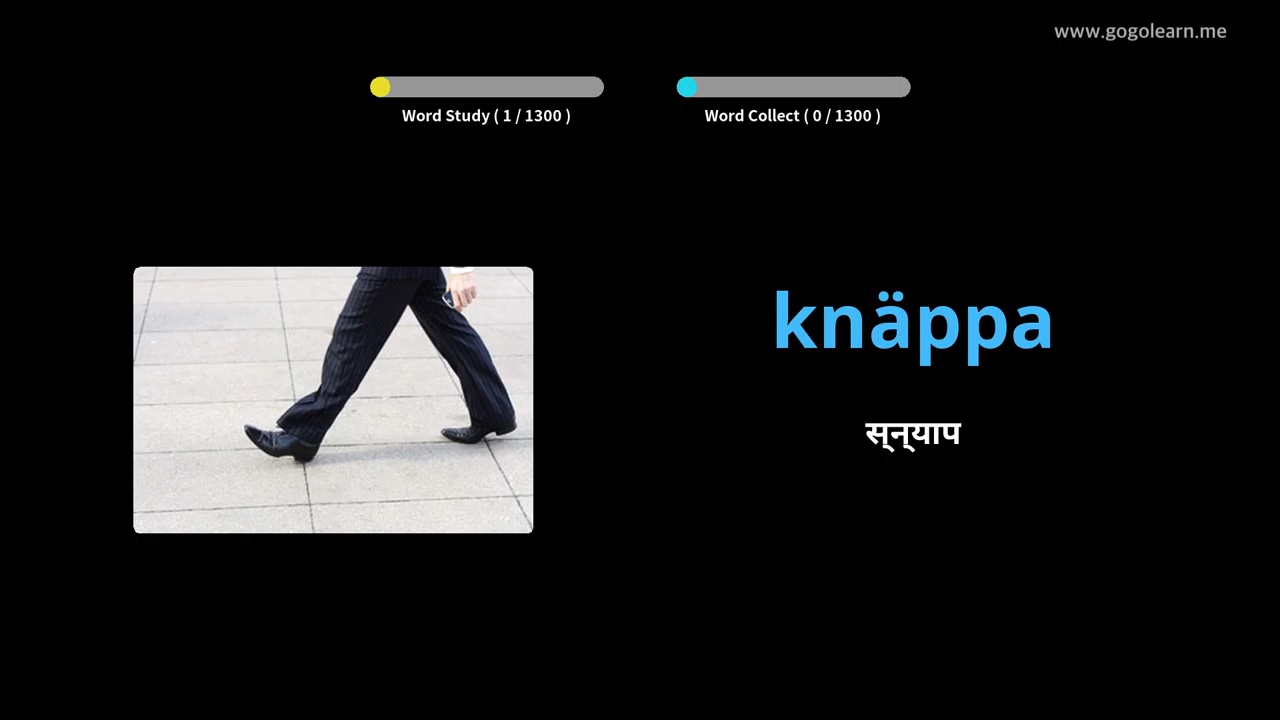 www.gogolearn.me
Word Study ( 1 / 1300 )
Word Collect ( 0 / 1300 )
knäppa
स्न्याप